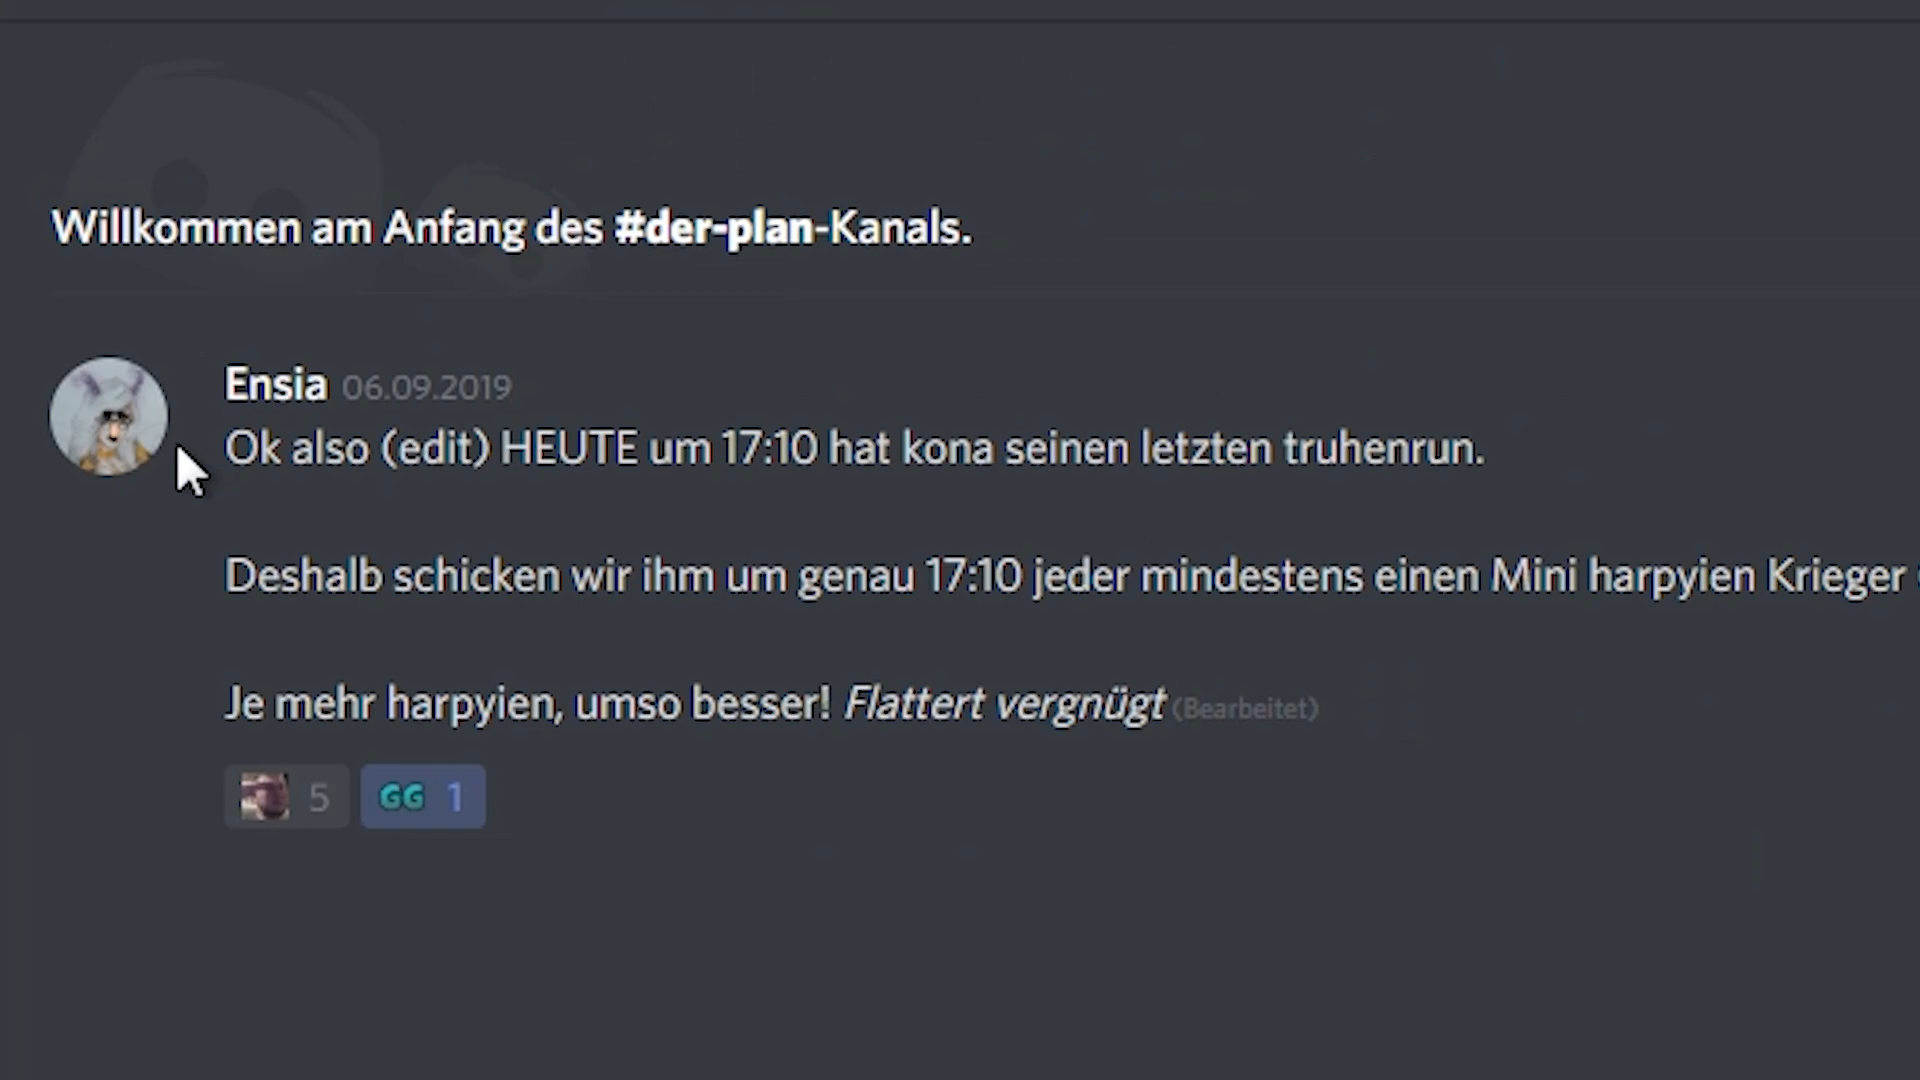 Willkommen am Anfang des #der-plan-Kanals.
Ensia 06.09.2019
Ok also (edit) HEUTE um 17:10 hat kona seinen letzten truhenrun.
Deshalb schicken wir ihm um genau 17:10 jeder mindestens einen Mini harpyien Krieger
Je mehr harpyien, umso besser! Flattert vergnügt (Bearbeitet)
5 GG 1